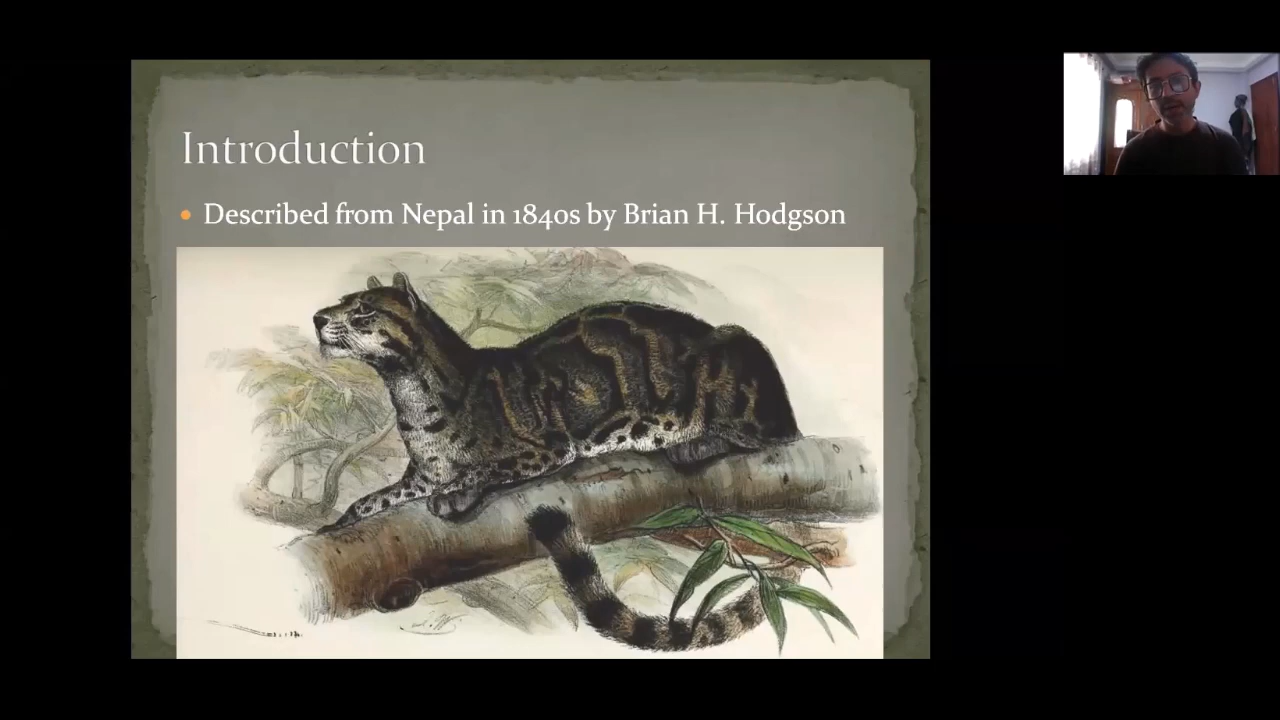 Introduction
Described from Nepal in 1840s by Brian H. Hodgson